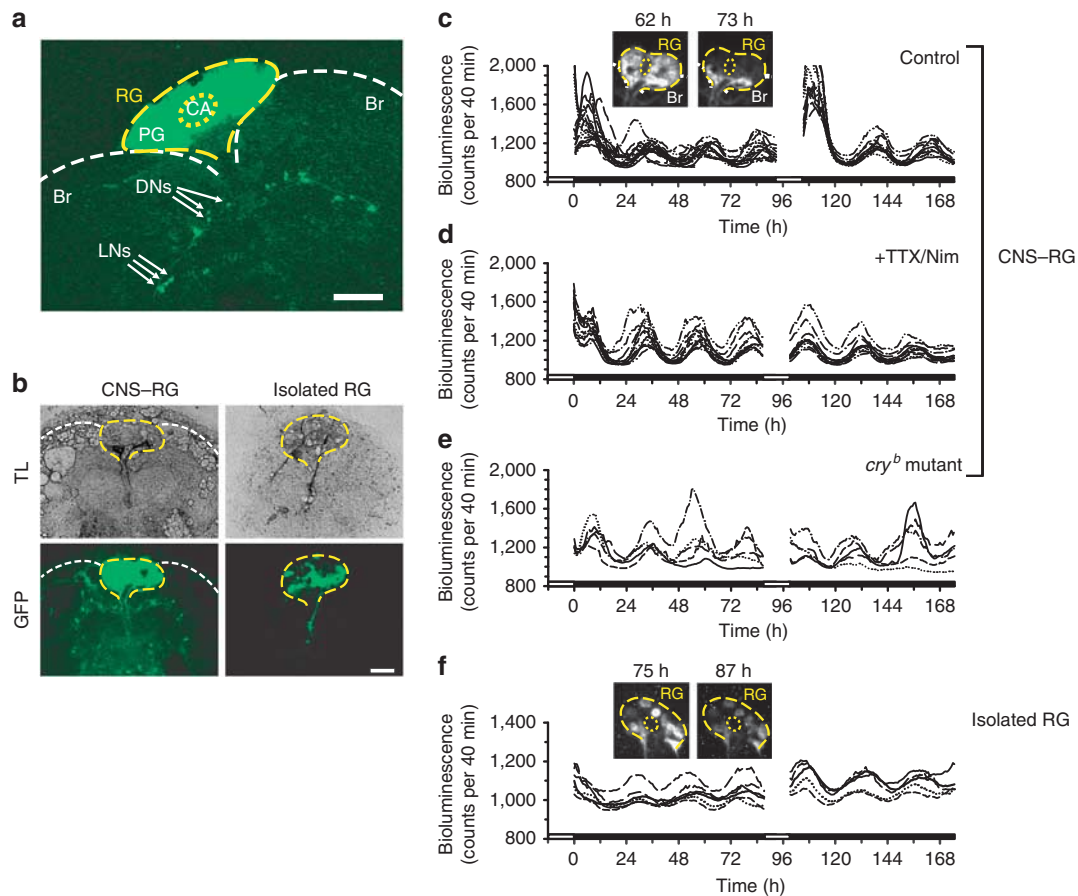 a
RG
CA
PG
Br
Br
DNs
LNs
b
CNS–RG
Isolated RG
TL
GFP
c
62 h
73 h
RG
RG
Br
Br
Control
Bioluminescence
(counts per 40 min)
2,000
1,600
1,200
800
0 24 48 72 96 120 144 168
Time (h)
d
+TTX/Nim
Bioluminescence
(counts per 40 min)
2,000
1,600
1,200
800
0 24 48 72 96 120 144 168
Time (h)
CNS–RG
e
cry^b mutant
Bioluminescence
(counts per 40 min)
2,000
1,600
1,200
800
0 24 48 72 96 120 144 168
Time (h)
f
75 h
87 h
RG
RG
Isolated RG
Bioluminescence
(counts per 40 min)
1,400
1,200
1,000
800
0 24 48 72 96 120 144 168
Time (h)